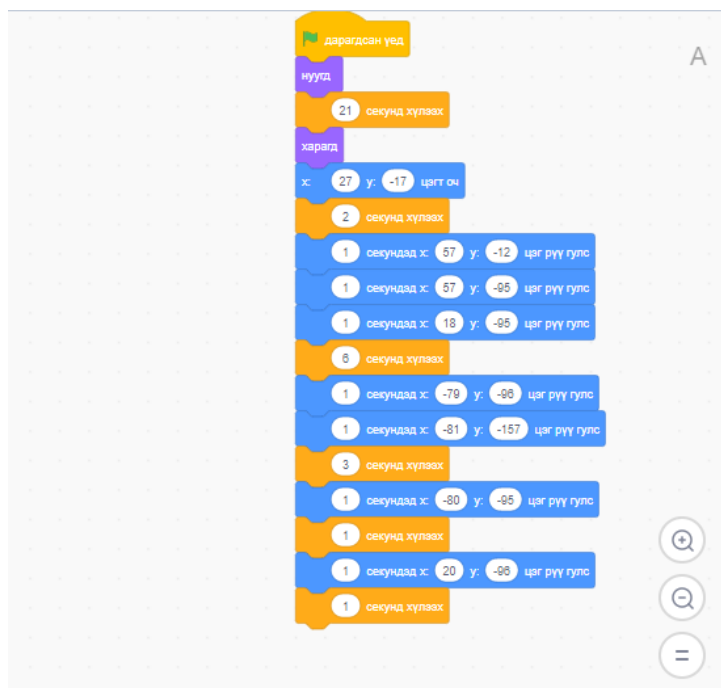 дарагдсан үед
A
нуугд
21 секунд хүлээх
харагд
x: 27 y: -17 цэгт оч
2 секунд хүлээх
1 секундэд x: 57 y: -12 цэг рүү гулс
1 секундэд x: 57 y: -95 цэг рүү гулс
1 секундэд x: 18 y: -95 цэг рүү гулс
6 секунд хүлээх
1 секундэд x: -79 y: -96 цэг рүү гулс
1 секундэд x: -81 y: -157 цэг рүү гулс
3 секунд хүлээх
1 секундэд x: -80 y: -95 цэг рүү гулс
1 секунд хүлээх
1 секундэд x: 20 y: -96 цэг рүү гулс
1 секунд хүлээх